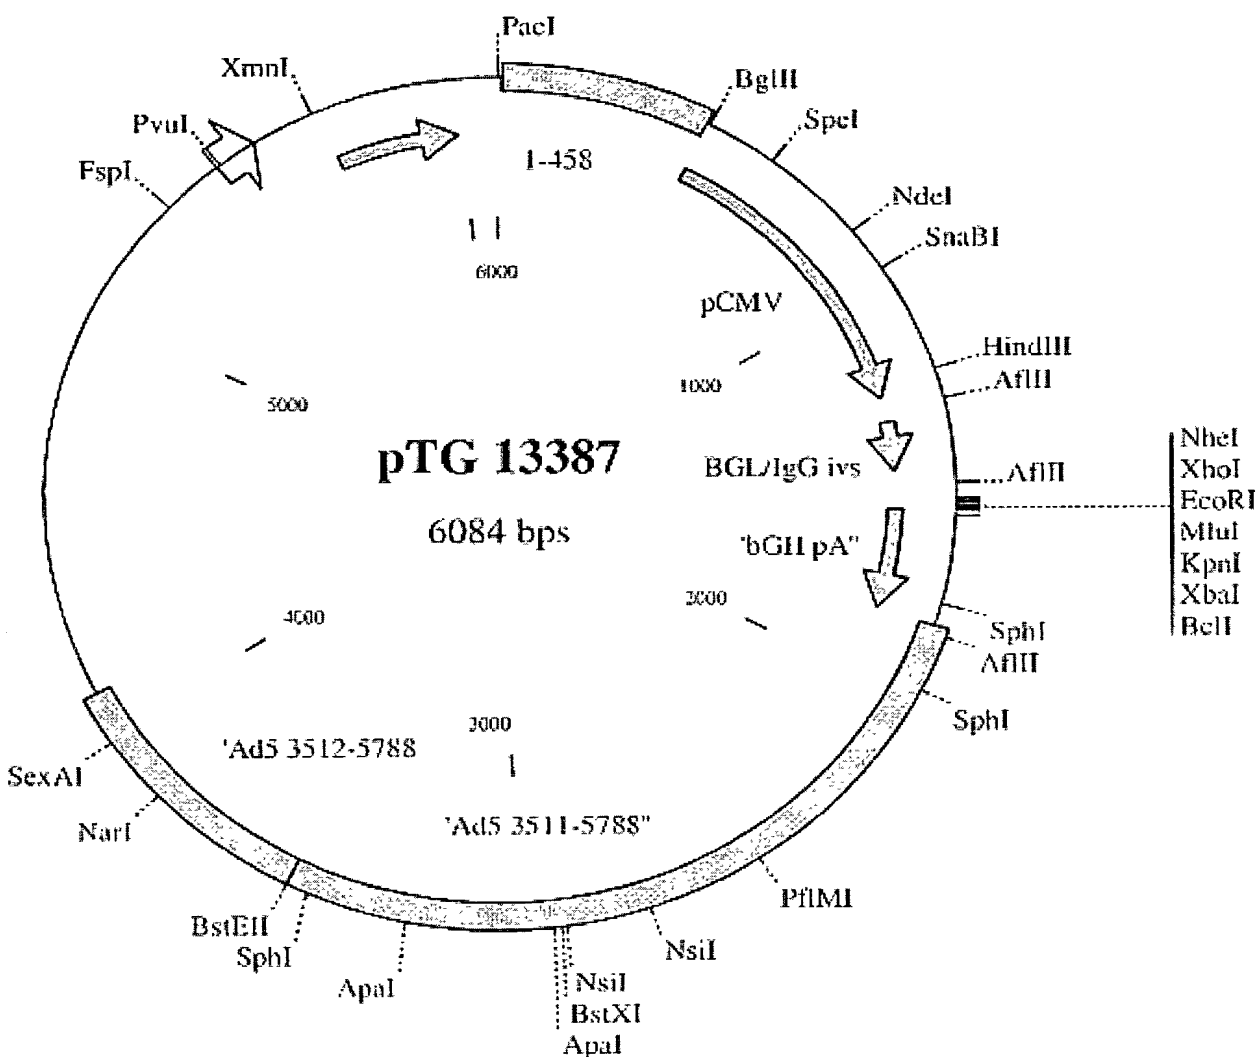 PacI
XmnI
BglII
PvuI
SpeI
FspI
1-458
NdeI
SnaBI
6000
pCMV
HindIII
1000
AflII
5000
pTG 13387
NheI
BGL/IgG ivs
AflII
XhoI
EcoRI
6084 bps
"bGH pA"
MluI
KpnI
XbaI
BclI
2000
4000
SphI
AflII
SphI
3000
'Ad5 3512-5788
SexAI
'Ad5 3511-5788"
NarI
PflMI
BstEII
SphI
NsiI
ApaI
NsiI
BstXI
ApaI